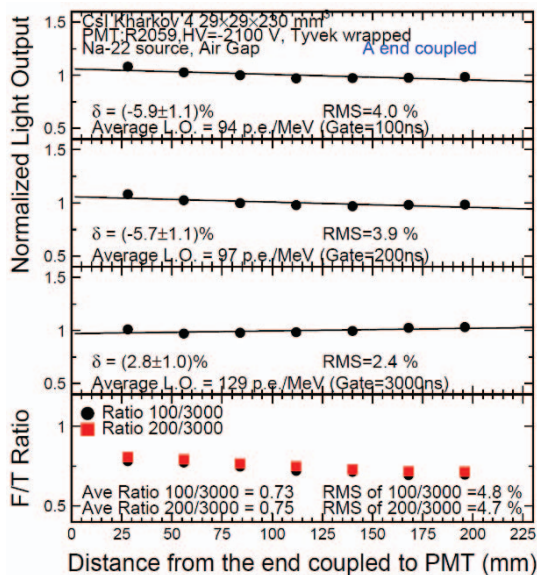 CsI Kharkov 4 29×29×230 mm³
PMT:R2059,HV=-2100 V, Tyvek wrapped
Na-22 source, Air Gap
A end coupled
1.5
1
0.5
δ = (-5.9±1.1)%
RMS=4.0 %
Average L.O. = 94 p.e./MeV (Gate=100ns)
1.5
1
0.5
δ = (-5.7±1.1)%
RMS=3.9 %
Average L.O. = 97 p.e./MeV (Gate=200ns)
1.5
1
0.5
δ = (2.8±1.0)%
RMS=2.4 %
Average L.O. = 129 p.e./MeV (Gate=3000ns)
Normalized Light Output
Ratio 100/3000
Ratio 200/3000
1
0.5
Ave Ratio 100/3000 = 0.73
RMS of 100/3000 =4.8 %
Ave Ratio 200/3000 = 0.75
RMS of 200/3000 =4.7 %
F/T Ratio
0 25 50 75 100 125 150 175 200 225
Distance from the end coupled to PMT (mm)